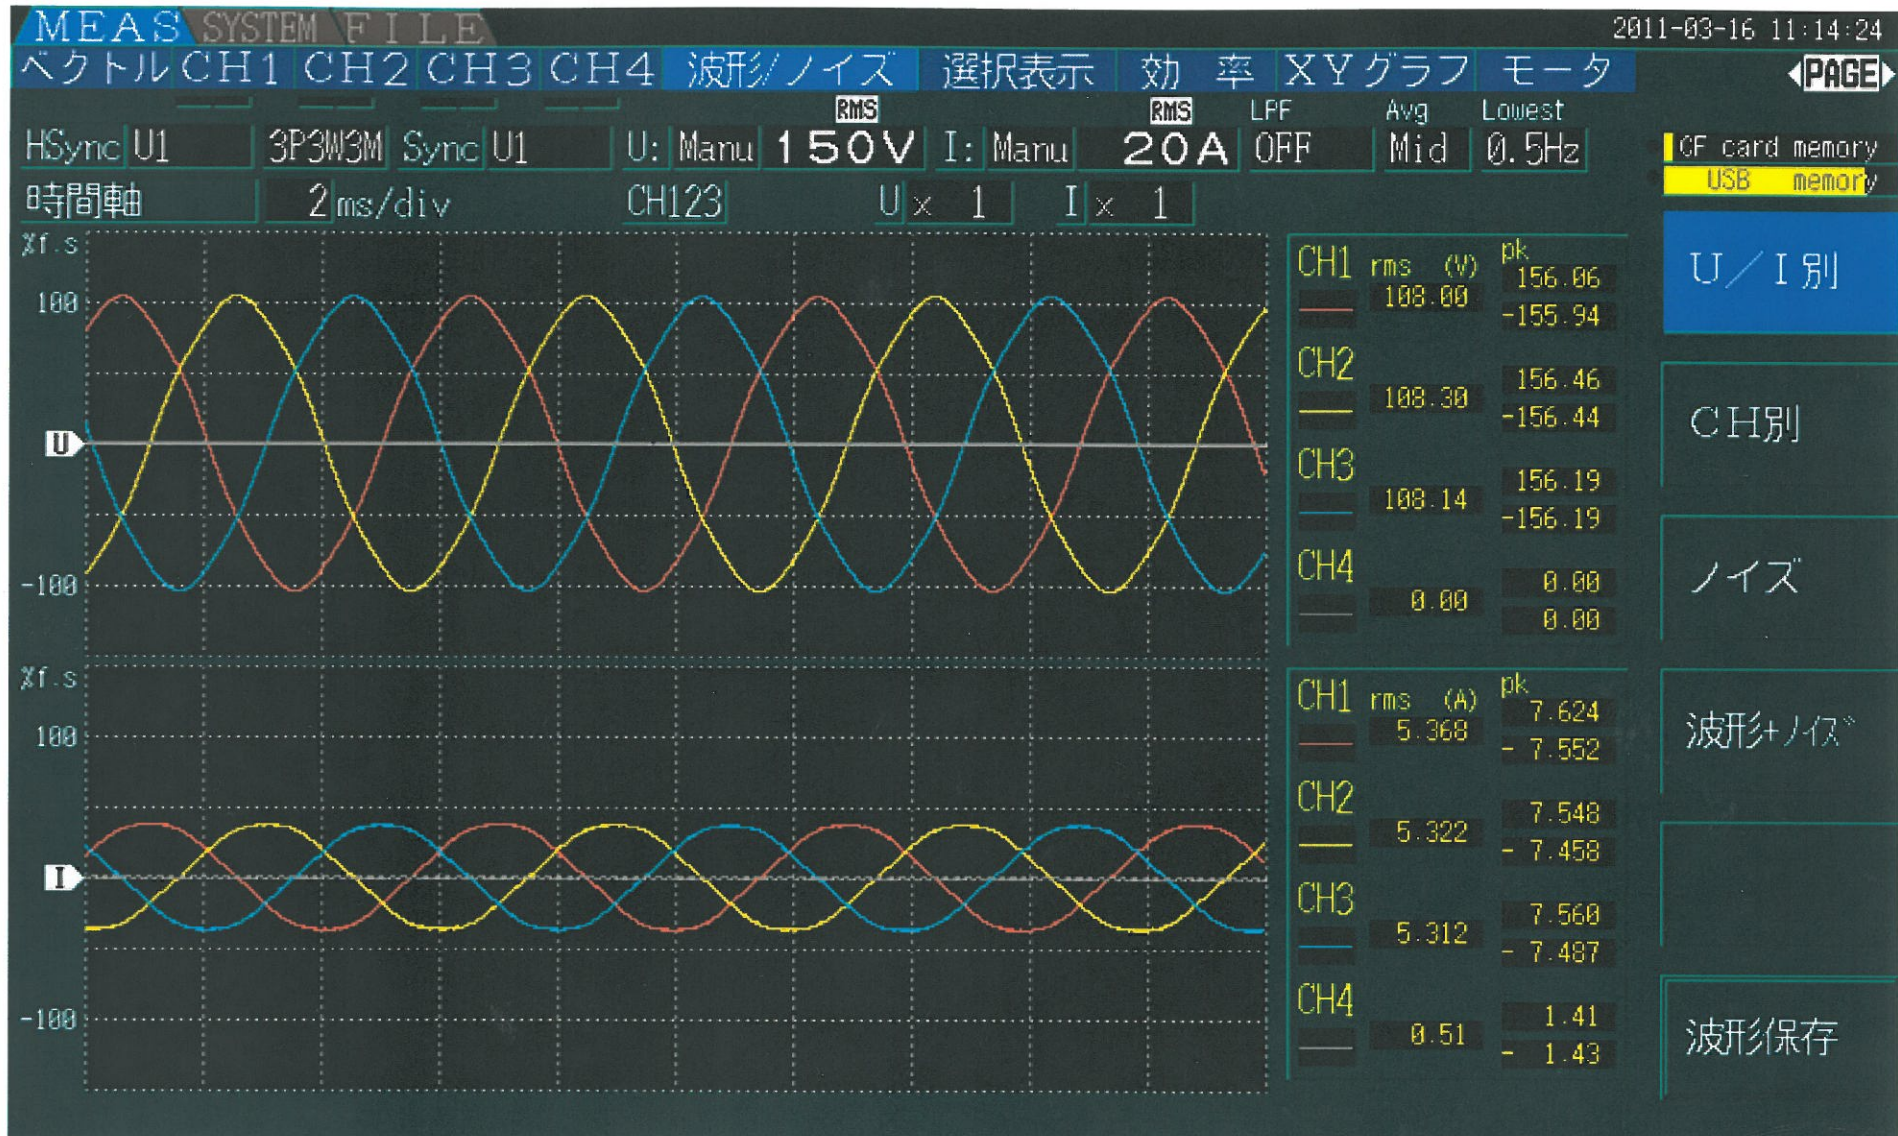 MEAS SYSTEM FILE 2011-03-16 11:14:24
ベクトル CH1 CH2 CH3 CH4 波形/ノイズ 選択表示 効 率 XYグラフ モータ PAGE
RMS RMS LPF Avg Lowest
HSync U1 3P3W3M Sync U1 U: Manu 150V I: Manu 20A OFF Mid 0.5Hz
CF card memory
USB memory
時間軸 2 ms/div CH123 U × 1 I × 1
%f.s
100
U
-100
CH1 rms (V) pk
108.00 156.06
-155.94
CH2
108.30 156.46
-156.44
CH3
108.14 156.19
-156.19
CH4
0.00 0.00
0.00
%f.s
100
I
-100
CH1 rms (A) pk
5.368 7.624
- 7.552
CH2
5.322 7.548
- 7.458
CH3
5.312 7.560
- 7.487
CH4
0.51 1.41
- 1.43
U/I別
CH別
ノイズ
波形+ノイズ
波形保存